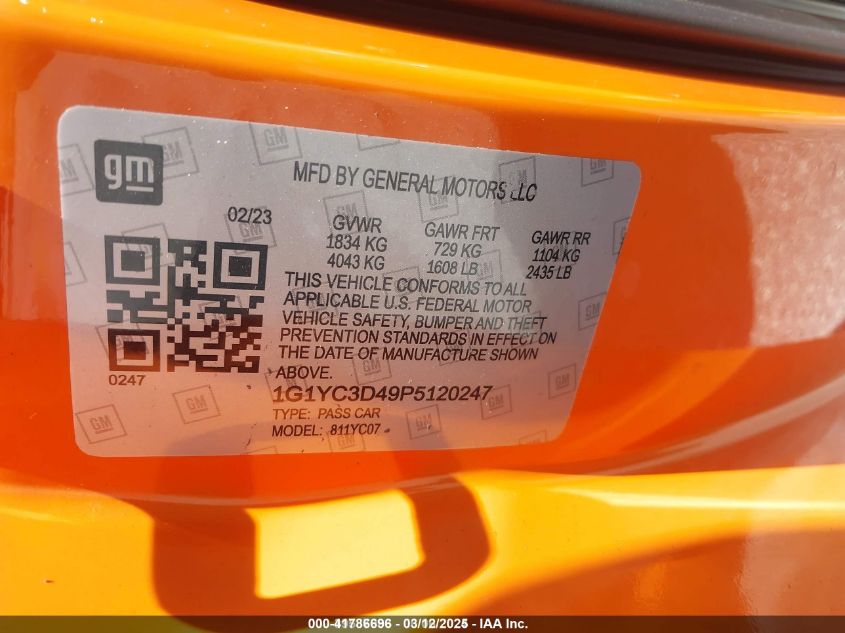 gm
MFD BY GENERAL MOTORS LLC
02/23
GVWR
1834 KG
4043 KG
GAWR FRT
729 KG
1608 LB
GAWR RR
1104 KG
2435 LB
THIS VEHICLE CONFORMS TO ALL
APPLICABLE U.S. FEDERAL MOTOR
VEHICLE SAFETY, BUMPER AND THEFT
PREVENTION STANDARDS IN EFFECT ON
THE DATE OF MANUFACTURE SHOWN
ABOVE.
0247
1G1YC3D49P5120247
TYPE: PASS CAR
MODEL: 811YC07
000-41786696 - 03/12/2025 - IAA Inc.